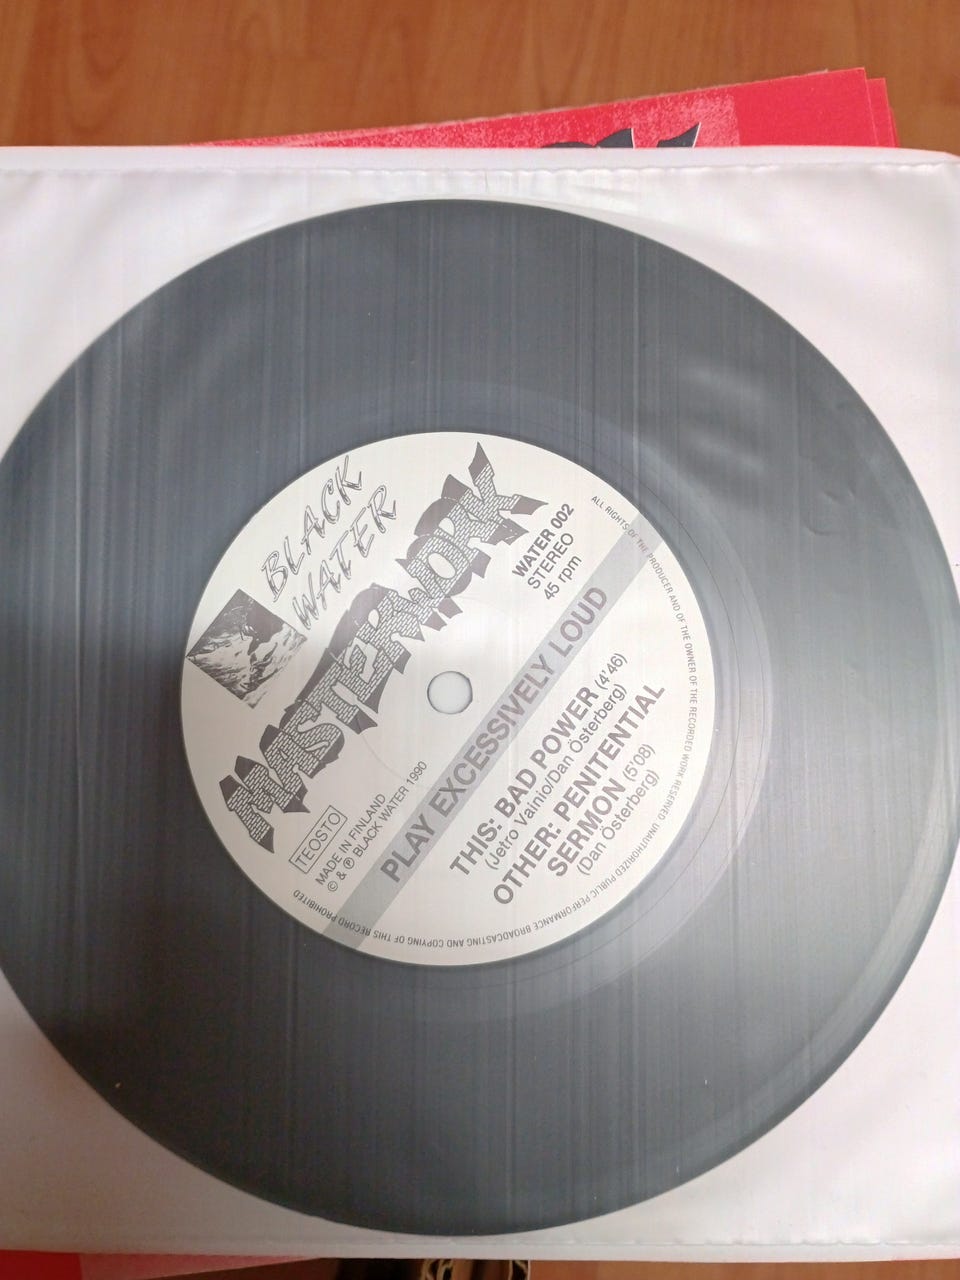 BLACK
WATER
MASTERWORK
WATER 002
STEREO
45 rpm
TEOSTO
MADE IN FINLAND
© & ℗ BLACK WATER 1990
PLAY EXCESSIVELY LOUD
THIS: BAD POWER (4'46)
(Jetro Vainio/Dan Österberg)
OTHER: PENITENTIAL
SERMON (5'08)
(Dan Österberg)
ALL RIGHTS OF THE PRODUCER AND OF THE OWNER OF THE RECORDED WORK RESERVED UNAUTHORIZED PUBLIC PERFORMANCE BROADCASTING AND COPYING OF THIS RECORD PROHIBITED